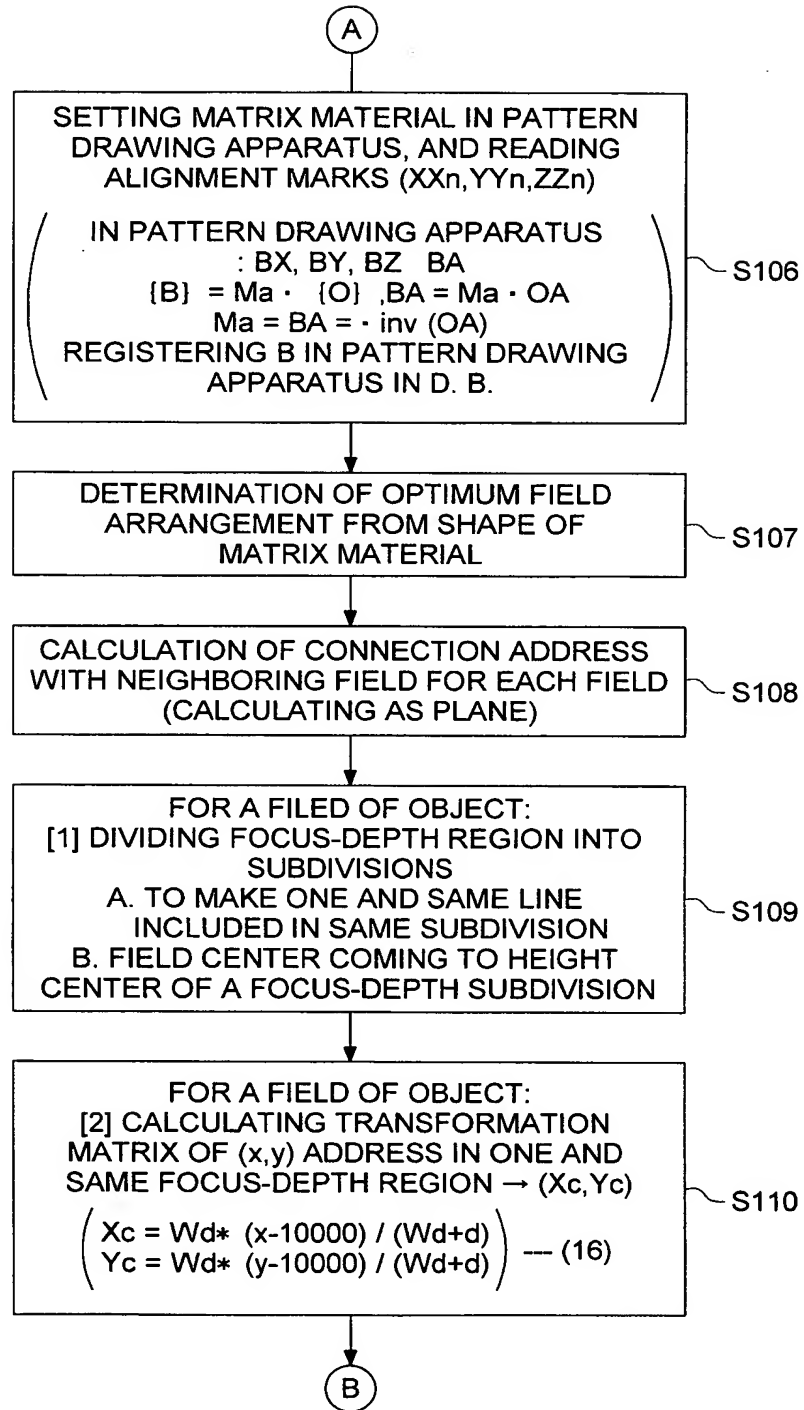 A
SETTING MATRIX MATERIAL IN PATTERN
DRAWING APPARATUS, AND READING
ALIGNMENT MARKS (XXn,YYn,ZZn)
IN PATTERN DRAWING APPARATUS
: BX, BY, BZ BA
{B} = Ma · {O} ,BA = Ma · OA
Ma = BA = · inv (OA)
REGISTERING B IN PATTERN DRAWING
APPARATUS IN D. B.
S106
DETERMINATION OF OPTIMUM FIELD
ARRANGEMENT FROM SHAPE OF
MATRIX MATERIAL
S107
CALCULATION OF CONNECTION ADDRESS
WITH NEIGHBORING FIELD FOR EACH FIELD
(CALCULATING AS PLANE)
S108
FOR A FILED OF OBJECT:
[1] DIVIDING FOCUS-DEPTH REGION INTO
SUBDIVISIONS
A. TO MAKE ONE AND SAME LINE
INCLUDED IN SAME SUBDIVISION
B. FIELD CENTER COMING TO HEIGHT
CENTER OF A FOCUS-DEPTH SUBDIVISION
S109
FOR A FIELD OF OBJECT:
[2] CALCULATING TRANSFORMATION
MATRIX OF (x,y) ADDRESS IN ONE AND
SAME FOCUS-DEPTH REGION → (Xc,Yc)
Xc = Wd* (x-10000) / (Wd+d)
Yc = Wd* (y-10000) / (Wd+d)
--- (16)
S110
B